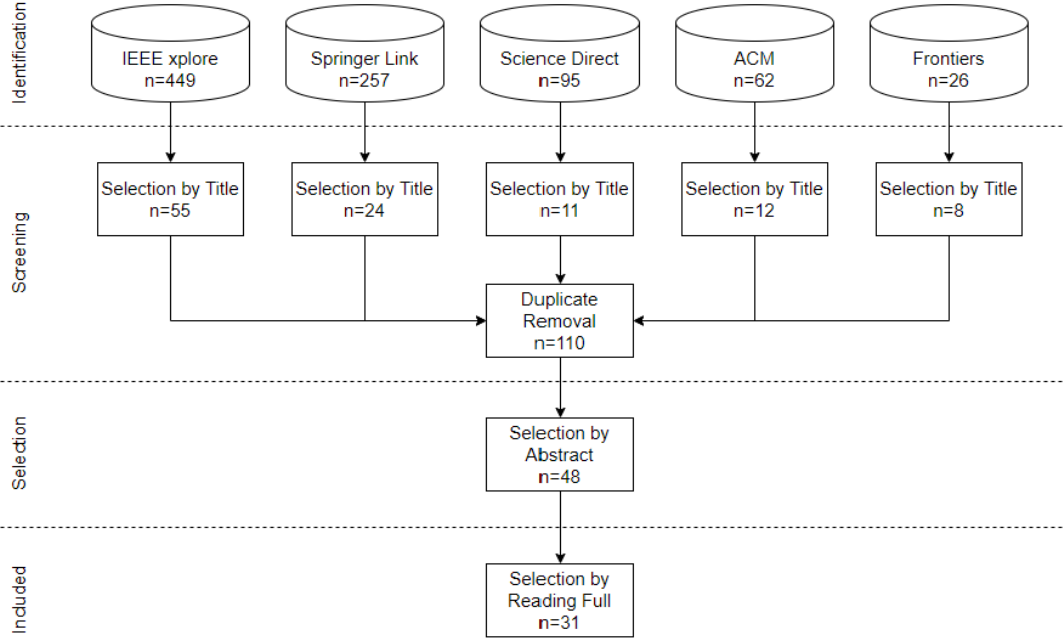 Identification
IEEE xplore
n=449
Springer Link
n=257
Science Direct
n=95
ACM
n=62
Frontiers
n=26
Screening
Selection by Title
n=55
Selection by Title
n=24
Selection by Title
n=11
Selection by Title
n=12
Selection by Title
n=8
Duplicate
Removal
n=110
Selection
Selection by
Abstract
n=48
Included
Selection by
Reading Full
n=31